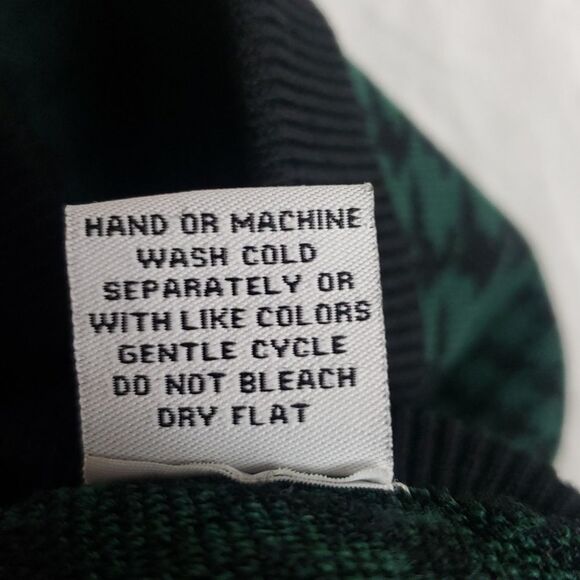 HAND OR MACHINE
WASH COLD
SEPARATELY OR
WITH LIKE COLORS
GENTLE CYCLE
DO NOT BLEACH
DRY FLAT